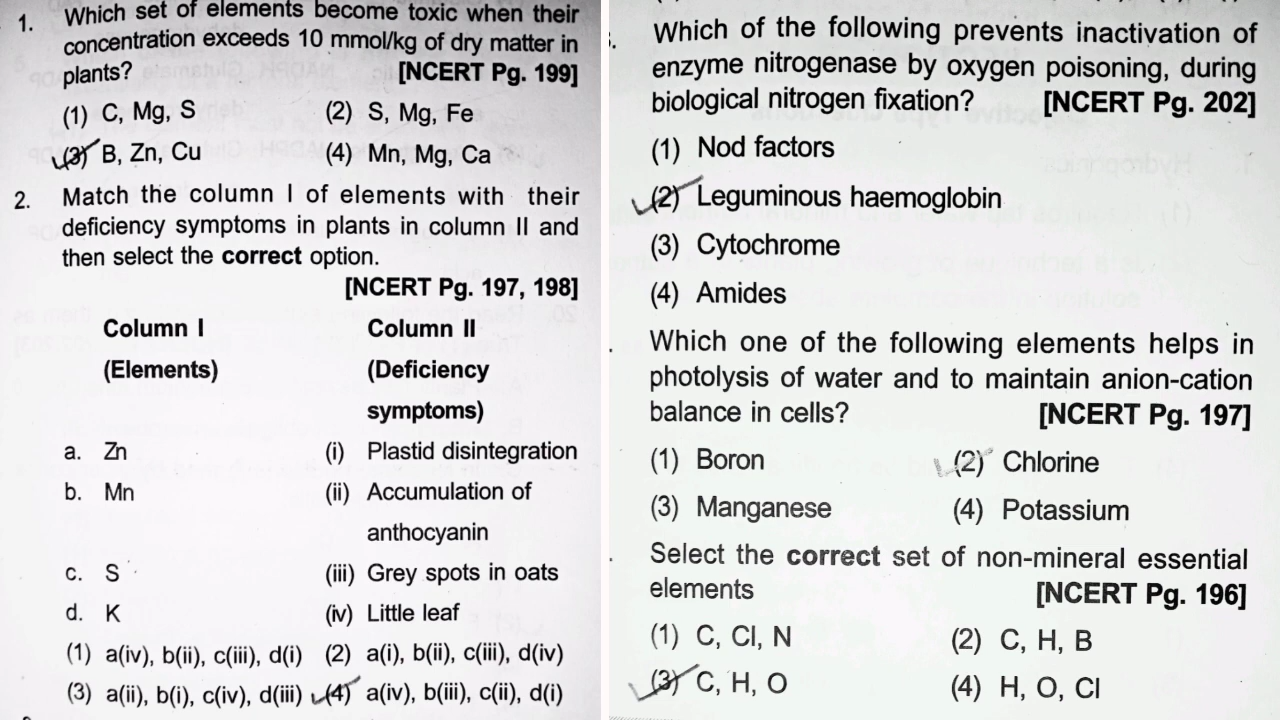 1. Which set of elements become toxic when their
concentration exceeds 10 mmol/kg of dry matter in
plants? [NCERT Pg. 199]
(1) C, Mg, S (2) S, Mg, Fe
(3) B, Zn, Cu (4) Mn, Mg, Ca
2. Match the column I of elements with their
deficiency symptoms in plants in column II and
then select the correct option.
[NCERT Pg. 197, 198]
Column I Column II
(Elements) (Deficiency
symptoms)
a. Zn (i) Plastid disintegration
b. Mn (ii) Accumulation of
anthocyanin
c. S (iii) Grey spots in oats
d. K (iv) Little leaf
(1) a(iv), b(ii), c(iii), d(i) (2) a(i), b(ii), c(iii), d(iv)
(3) a(ii), b(i), c(iv), d(iii) (4) a(iv), b(iii), c(ii), d(i)
Which of the following prevents inactivation of
enzyme nitrogenase by oxygen poisoning, during
biological nitrogen fixation? [NCERT Pg. 202]
(1) Nod factors
(2) Leguminous haemoglobin
(3) Cytochrome
(4) Amides
Which one of the following elements helps in
photolysis of water and to maintain anion-cation
balance in cells? [NCERT Pg. 197]
(1) Boron (2) Chlorine
(3) Manganese (4) Potassium
Select the correct set of non-mineral essential
elements [NCERT Pg. 196]
(1) C, Cl, N (2) C, H, B
(3) C, H, O (4) H, O, Cl